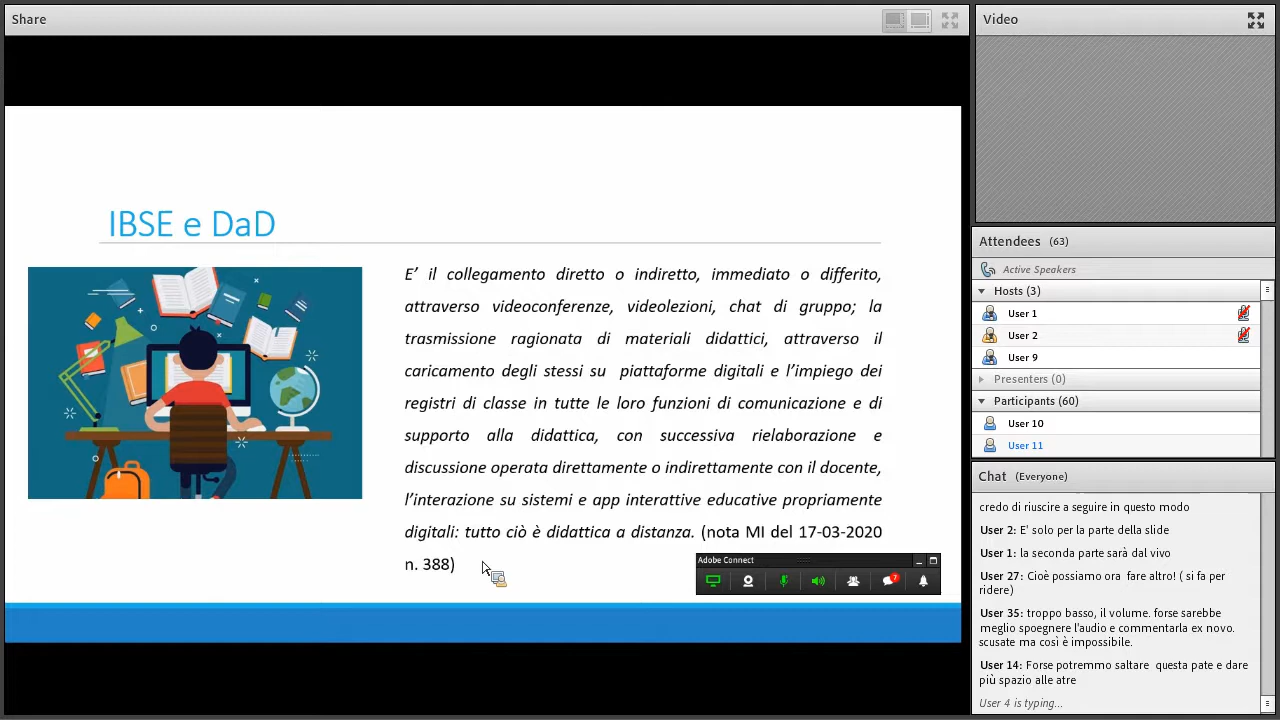 Share
IBSE e DaD
E’ il collegamento diretto o indiretto, immediato o differito,
attraverso videoconferenze, videolezioni, chat di gruppo; la
trasmissione ragionata di materiali didattici, attraverso il
caricamento degli stessi su piattaforme digitali e l’impiego dei
registri di classe in tutte le loro funzioni di comunicazione e di
supporto alla didattica, con successiva rielaborazione e
discussione operata direttamente o indirettamente con il docente,
l’interazione su sistemi e app interattive educative propriamente
digitali: tutto ciò è didattica a distanza. (nota MI del 17-03-2020
n. 388)
Adobe Connect
7
Video
Attendees (63)
Active Speakers
Hosts (3)
User 1
User 2
User 9
Presenters (0)
Participants (60)
User 10
User 11
Chat (Everyone)
credo di riuscire a seguire in questo modo
User 2: E' solo per la parte della slide
User 1: la seconda parte sarà dal vivo
User 27: Cioè possiamo ora fare altro! ( si fa per
ridere)
User 35: troppo basso, il volume. forse sarebbe
meglio spoegnere l'audio e commentarla ex novo.
scusate ma così è impossibile.
User 14: Forse potremmo saltare questa pate e dare
più spazio alle atre
User 4 is typing...